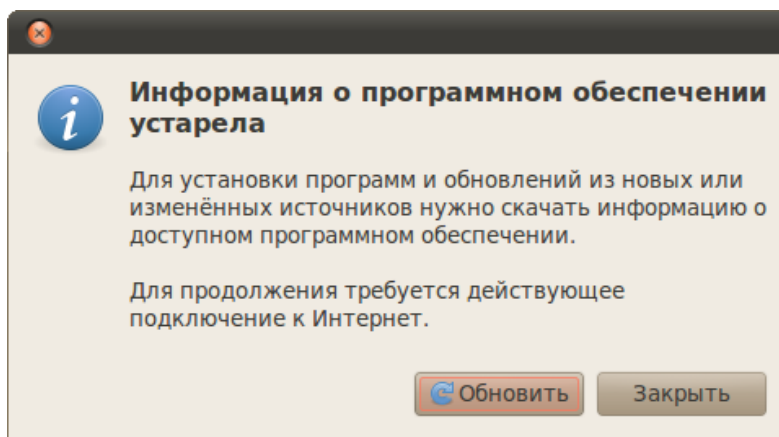 Информация о программном обеспечении
устарела
Для установки программ и обновлений из новых или
изменённых источников нужно скачать информацию о
доступном программном обеспечении.
Для продолжения требуется действующее
подключение к Интернет.
Обновить
Закрыть